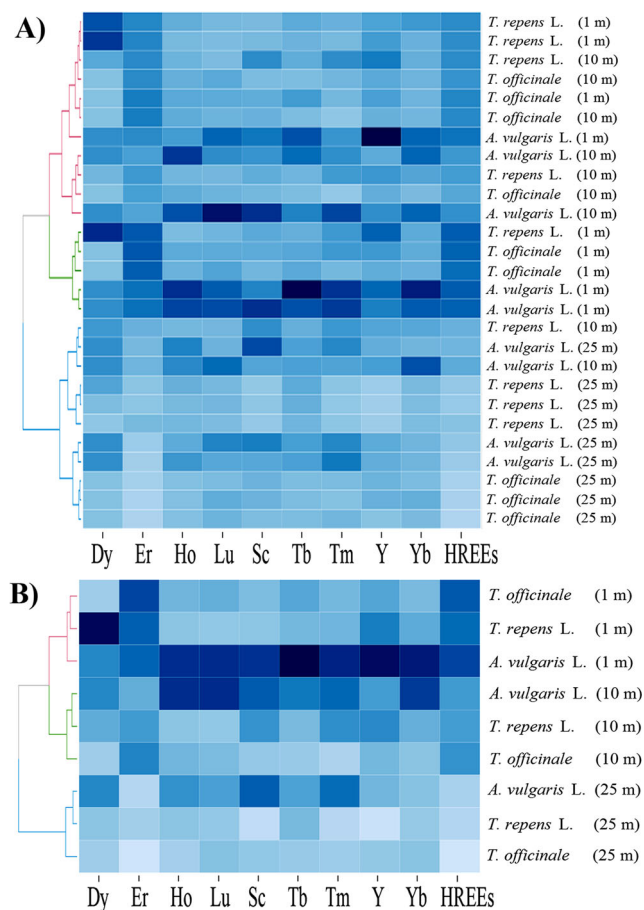 A)
T. repens L. (1 m)
T. repens L. (1 m)
T. repens L. (10 m)
T. officinale (10 m)
T. officinale (1 m)
T. officinale (10 m)
A. vulgaris L. (1 m)
A. vulgaris L. (10 m)
T. repens L. (10 m)
T. officinale (10 m)
A. vulgaris L. (10 m)
T. repens L. (1 m)
T. officinale (1 m)
T. officinale (1 m)
A. vulgaris L. (1 m)
A. vulgaris L. (1 m)
T. repens L. (10 m)
A. vulgaris L. (25 m)
A. vulgaris L. (10 m)
T. repens L. (25 m)
T. repens L. (25 m)
T. repens L. (25 m)
A. vulgaris L. (25 m)
A. vulgaris L. (25 m)
T. officinale (25 m)
T. officinale (25 m)
T. officinale (25 m)
Dy Er Ho Lu Sc Tb Tm Y Yb HREEs
B)
T. officinale (1 m)
T. repens L. (1 m)
A. vulgaris L. (1 m)
A. vulgaris L. (10 m)
T. repens L. (10 m)
T. officinale (10 m)
A. vulgaris L. (25 m)
T. repens L. (25 m)
T. officinale (25 m)
Dy Er Ho Lu Sc Tb Tm Y Yb HREEs